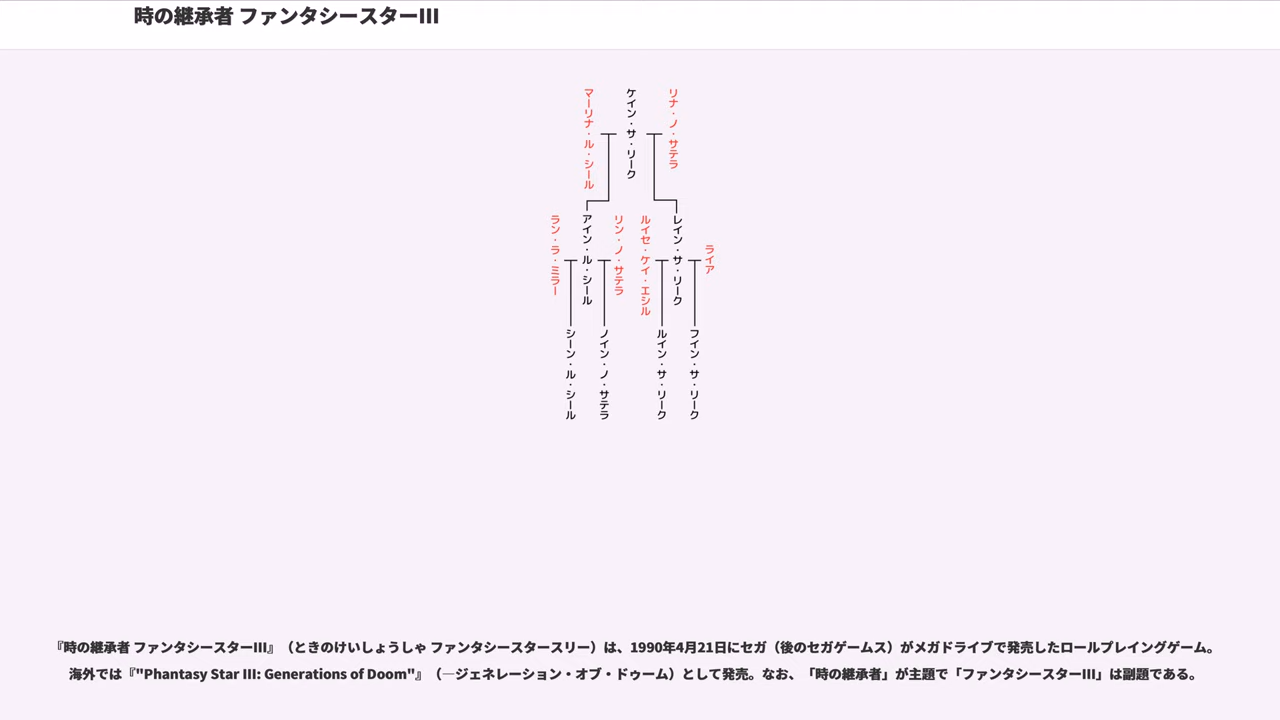 時の継承者 ファンタシースターIII
リナ・ノ・サテラ
ケイン・サ・リーク
マーリナ・ル・シール
ライア
レイン・サ・リーク
ルイセ・ケイ・エシル
リン・ノ・サテラ
アイン・ル・シール
ラン・ラ・ミラー
フイン・サ・リーク
ルイン・サ・リーク
ノイン・ノ・サテラ
シーン・ル・シール
『時の継承者 ファンタシースターIII』（ときのけいしょうしゃ ファンタシースタースリー）は、1990年4月21日にセガ（後のセガゲームス）がメガドライブで発売したロールプレイングゲーム。
海外では『"Phantasy Star III: Generations of Doom"』（―ジェネレーション・オブ・ドゥーム）として発売。なお、「時の継承者」が主題で「ファンタシースターIII」は副題である。